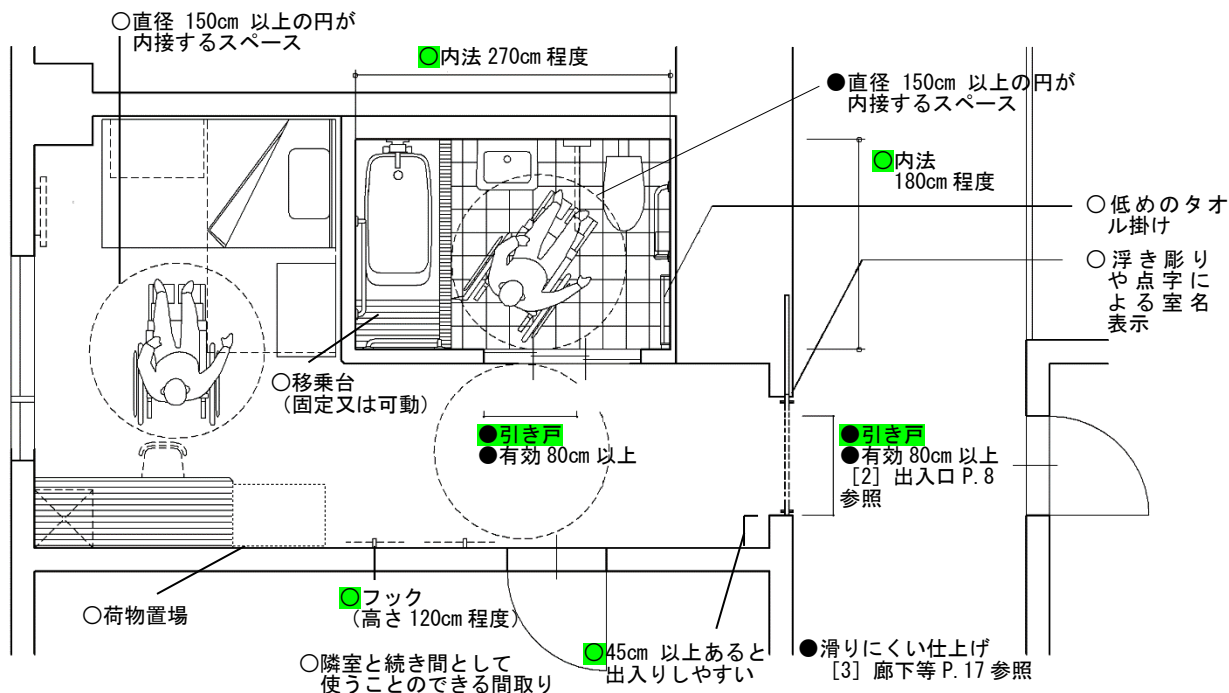 ○直径 150cm 以上の円が
内接するスペース
○内法 270cm 程度
●直径 150cm 以上の円が
内接するスペース
○内法
180cm 程度
○低めのタオ
ル掛け
○浮き彫り
や点字に
よる室名
表示
○移乗台
(固定又は可動)
●引き戸
●有効 80cm 以上
●引き戸
●有効 80cm 以上
[2] 出入口 P.8
参照
○荷物置場
○フック
(高さ 120cm 程度)
○隣室と続き間として
使うことのできる間取り
○45cm 以上あると
出入りしやすい
●滑りにくい仕上げ
[3] 廊下等 P.17 参照